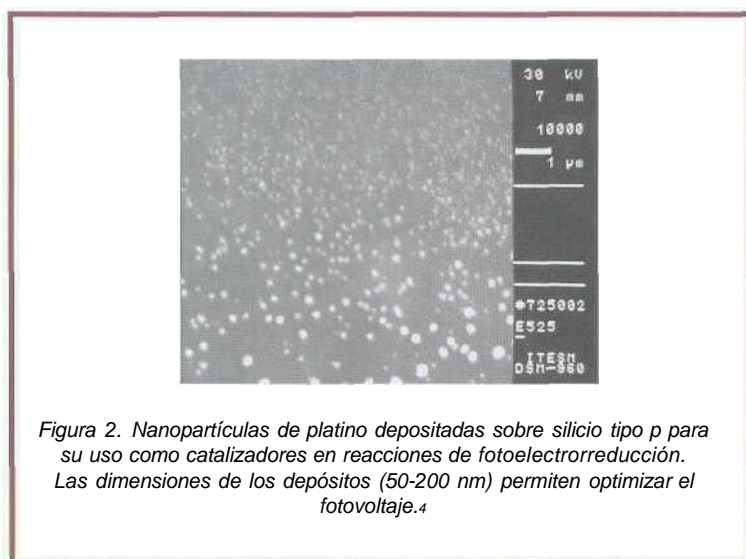 30 kV
7 mm
10000
1 µm
#T25002
E525
ITESM
DSM-960
Figura 2. Nanopartículas de platino depositadas sobre silicio tipo p para
su uso como catalizadores en reacciones de fotoelectrorreducción.
Las dimensiones de los depósitos (50-200 nm) permiten optimizar el
fotovoltaje.4